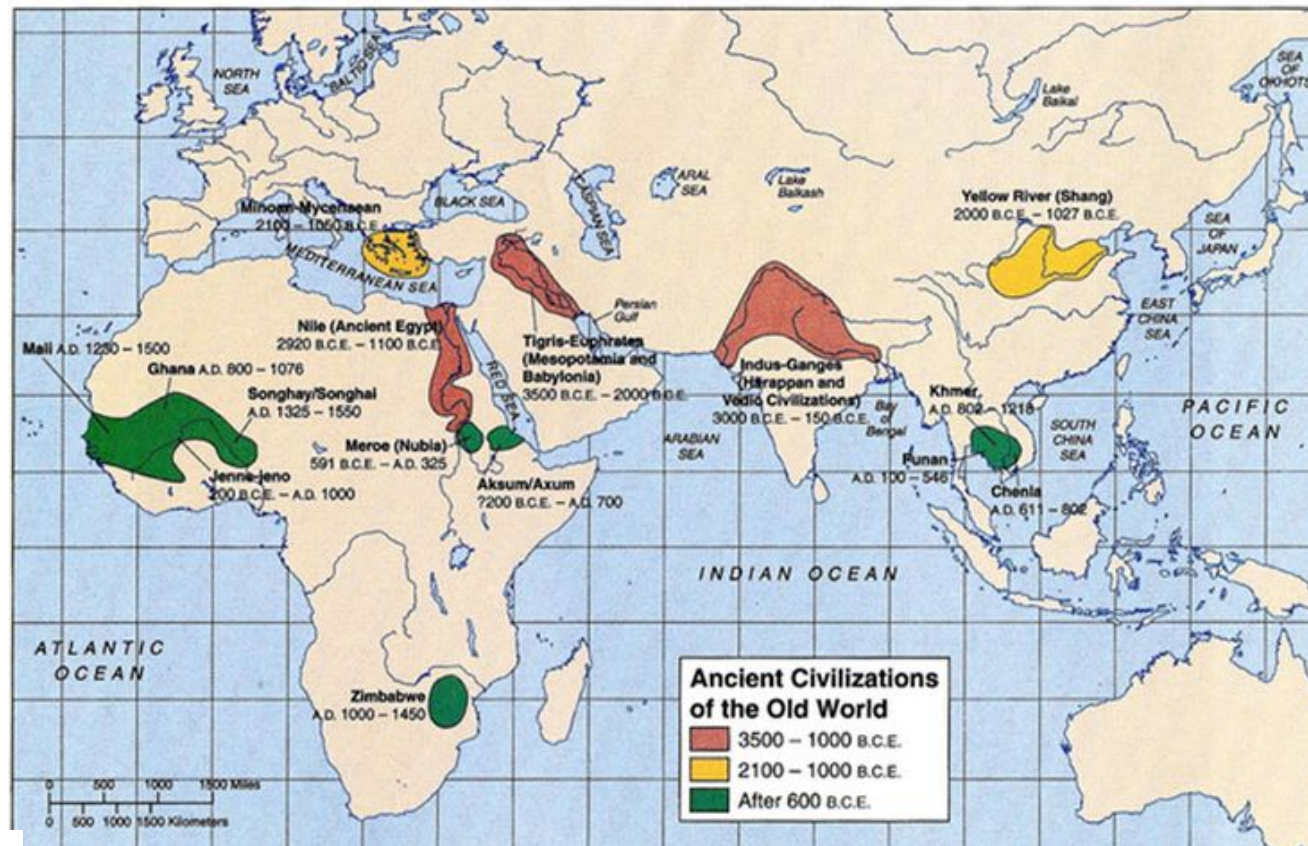 NORTH
SEA
BALTIC SEA
SEA
OF
OKHOTS
Lake
Baikal
ARAL
SEA
Lake
Balkash
CASPIAN SEA
BLACK SEA
Yellow River (Shang)
2000 B.C.E. – 1027 B.C.E.
SEA
OF
JAPAN
Minoan-Mycenaean
2100 – 1050 B.C.E.
MEDITERRANEAN SEA
EAST
CHINA
SEA
Persian
Gulf
Nile (Ancient Egypt)
2920 B.C.E. – 1100 B.C.E.
Tigris-Euphrates
(Mesopotamia and
Babylonia)
3500 B.C.E. – 2000 B.C.E.
RED SEA
Mali A.D. 1230 – 1500
Ghana A.D. 800 – 1076
Songhay/Songhai
A.D. 1325 – 1550
Indus-Ganges
(Harappan and
Vedic Civilizations)
3000 B.C.E. – 150 B.C.E.
Bay
of
Bengal
Khmer
A.D. 802 – 1218
PACIFIC
OCEAN
ARABIAN
SEA
SOUTH
CHINA
SEA
Meroe (Nubia)
591 B.C.E. – A.D. 325
Funan
A.D. 100 – 546
Jenne-jeno
200 B.C.E. – A.D. 1000
Aksum/Axum
?200 B.C.E. – A.D. 700
Chenla
A.D. 611 – 802
INDIAN OCEAN
ATLANTIC
OCEAN
Zimbabwe
A.D. 1000 – 1450
Ancient Civilizations
of the Old World
3500 – 1000 B.C.E.
2100 – 1000 B.C.E.
After 600 B.C.E.
0 500 1000 1500 Miles
0 500 1000 1500 Kilometers